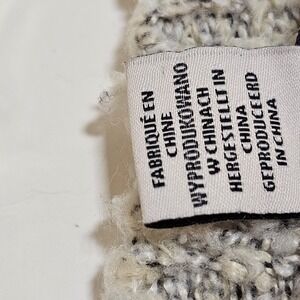 FABRIQUÉ EN
CHINE
WYPRODUKOWANO
W CHINACH
HERGESTELLT IN
CHINA
GEPRODUCEERD
IN CHINA